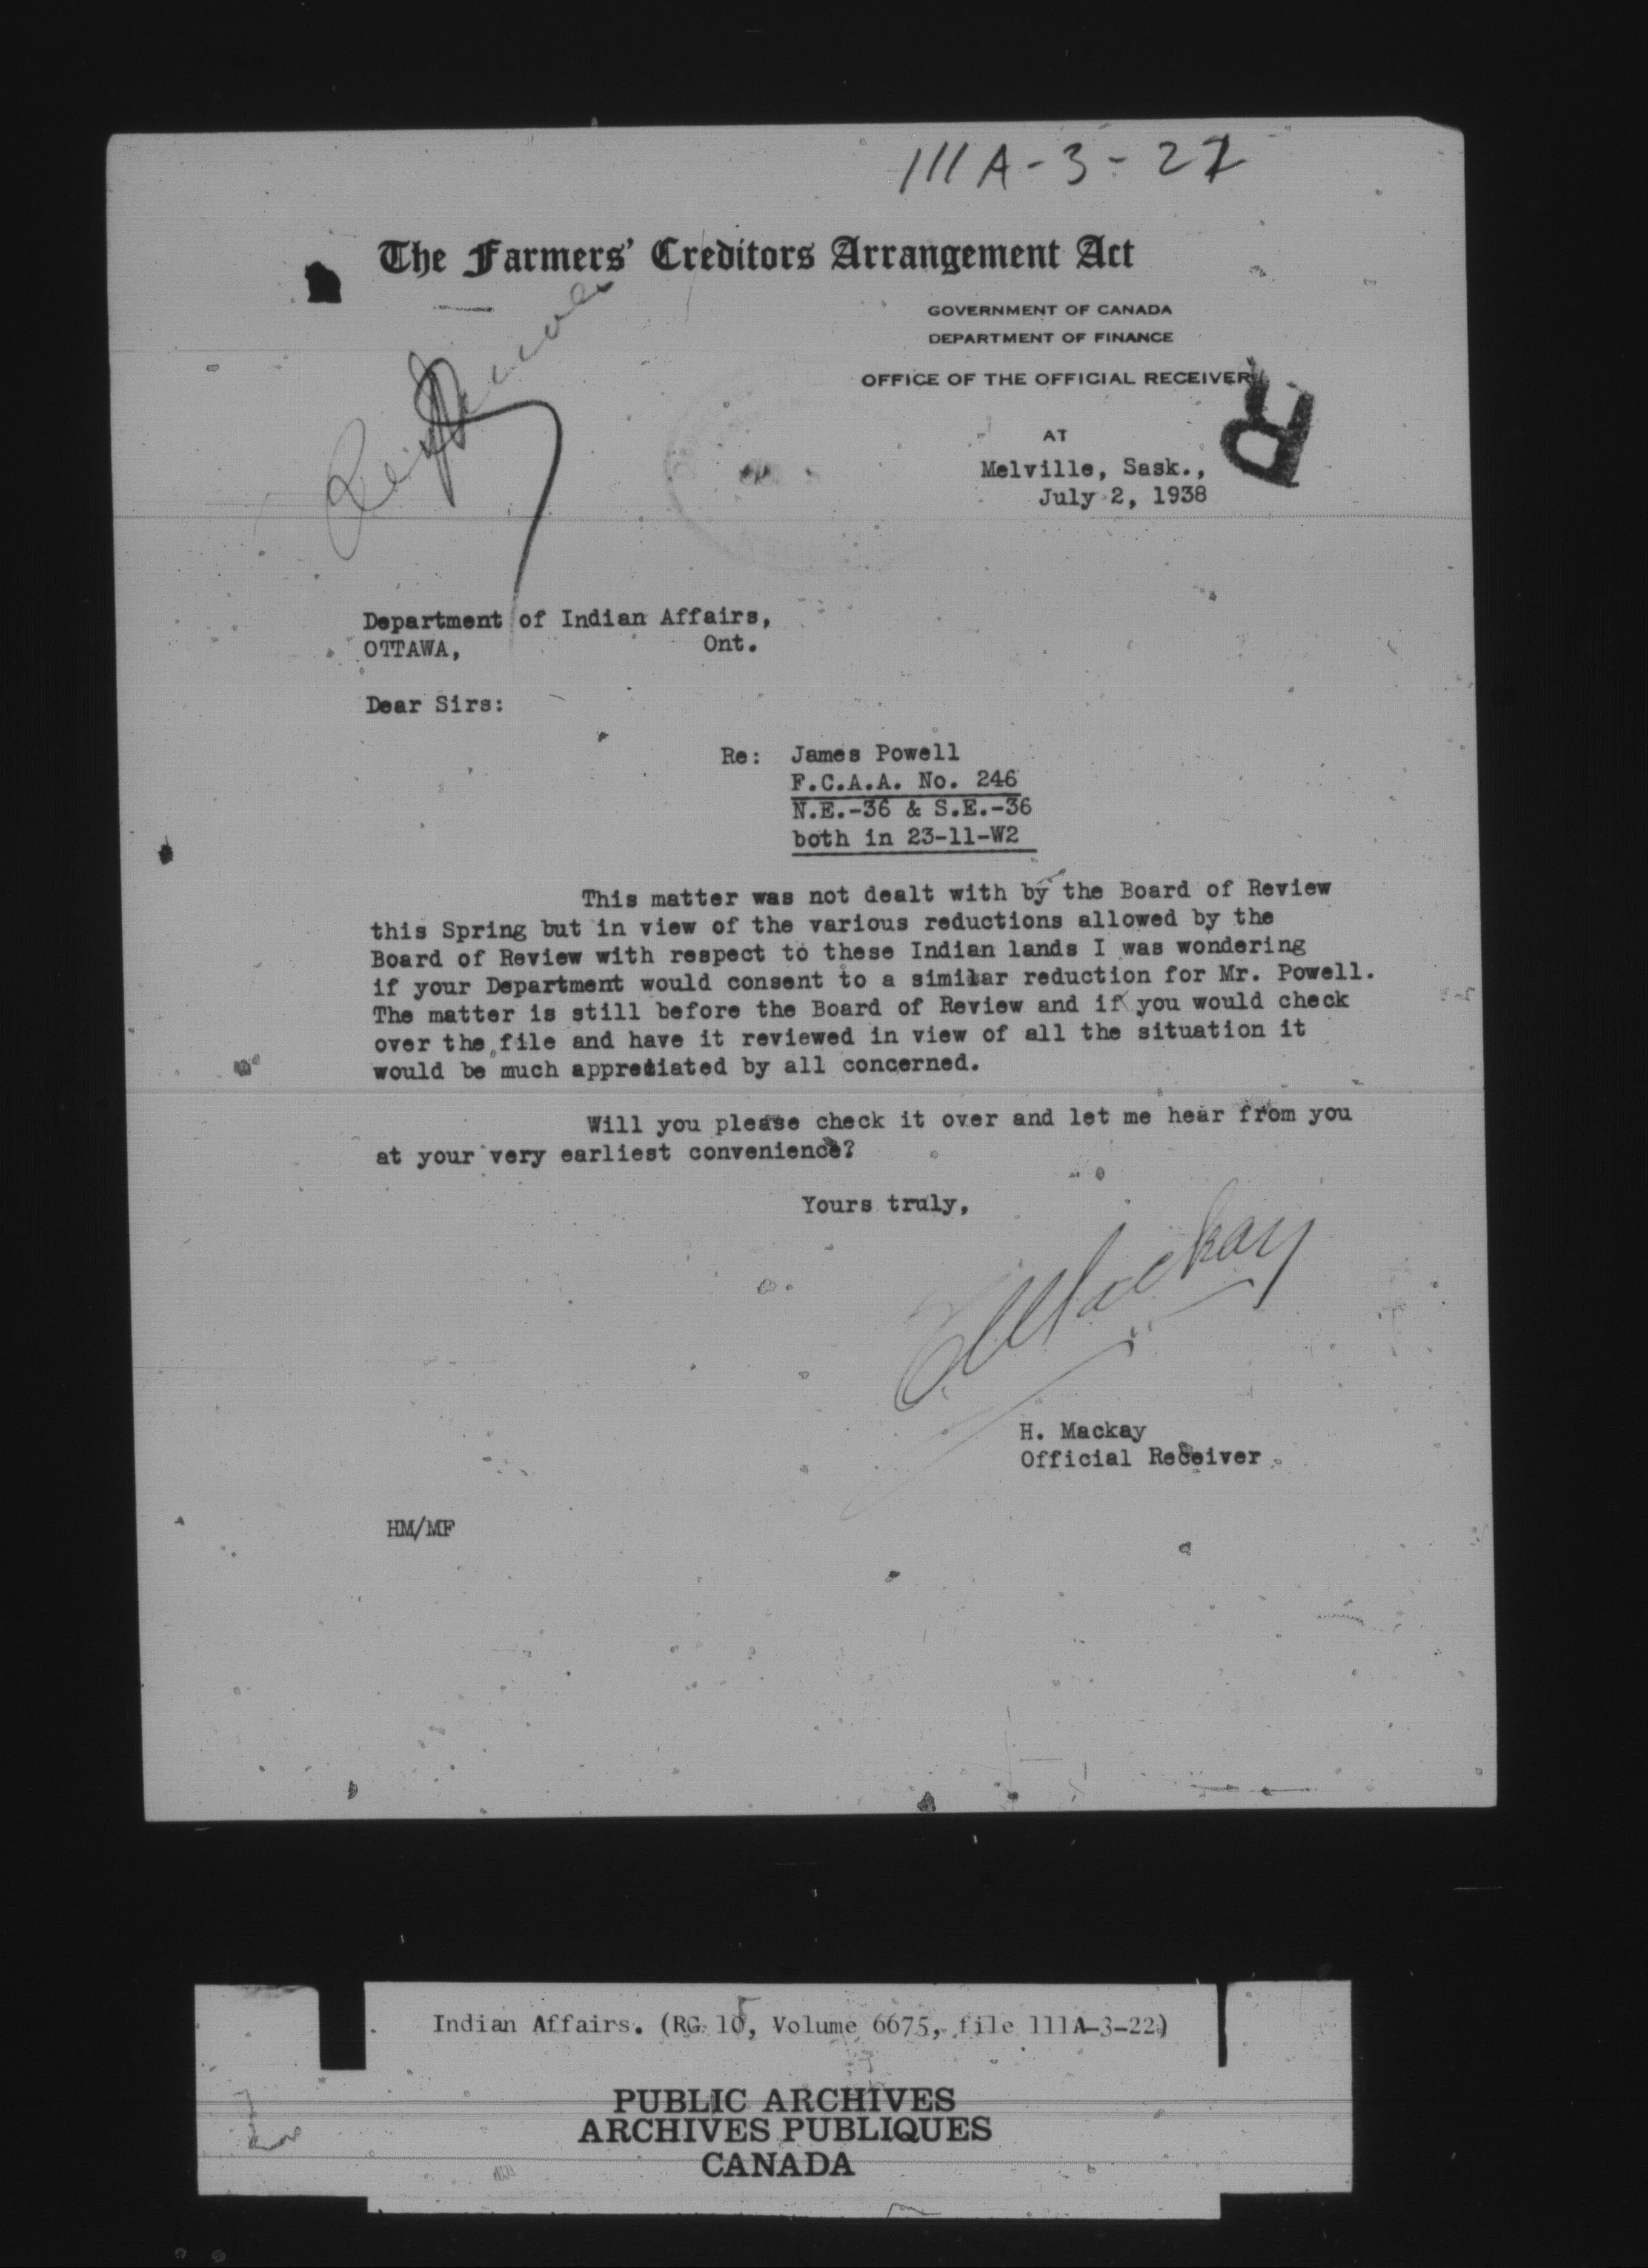 111A-3-22
The Farmers' Creditors Arrangement Act
GOVERNMENT OF CANADA
DEPARTMENT OF FINANCE
OFFICE OF THE OFFICIAL RECEIVER
R
AT
Melville, Sask.,
July 2, 1938
Department of Indian Affairs,
OTTAWA, Ont.
Dear Sirs:
Re: James Powell
F.C.A.A. No. 246
N.E.-36 & S.E.-36
both in 23-11-W2
This matter was not dealt with by the Board of Review
this Spring but in view of the various reductions allowed by the
Board of Review with respect to these Indian lands I was wondering
if your Department would consent to a similar reduction for Mr. Powell.
The matter is still before the Board of Review and if you would check
over the file and have it reviewed in view of all the situation it
would be much appreciated by all concerned.
Will you please check it over and let me hear from you
at your very earliest convenience?
Yours truly,
H Mackay
H. Mackay
Official Receiver
HM/MF
Indian Affairs. (RG 10, Volume 6675, file 111A-3-22)
PUBLIC ARCHIVES
ARCHIVES PUBLIQUES
CANADA